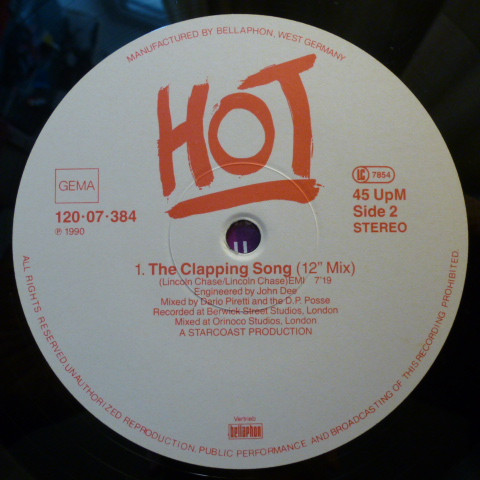 MANUFACTURED BY BELLAPHON, WEST GERMANY
HOT
GEMA
120·07·384
℗ 1990
LC 7854
45 UpM
Side 2
STEREO
1. The Clapping Song (12" Mix)
(Lincoln Chase/Lincoln Chase)EMI 7'19
Engineered by John Dee
Mixed by Dario Piretti and the D.P. Posse
Recorded at Berwick Street Studios, London
Mixed at Orinoco Studios, London
A STARCOAST PRODUCTION
Vertrieb
bellaphon
ALL RIGHTS RESERVED. UNAUTHORIZED REPRODUCTION, PUBLIC PERFORMANCE AND BROADCASTING OF THIS RECORDING PROHIBITED.